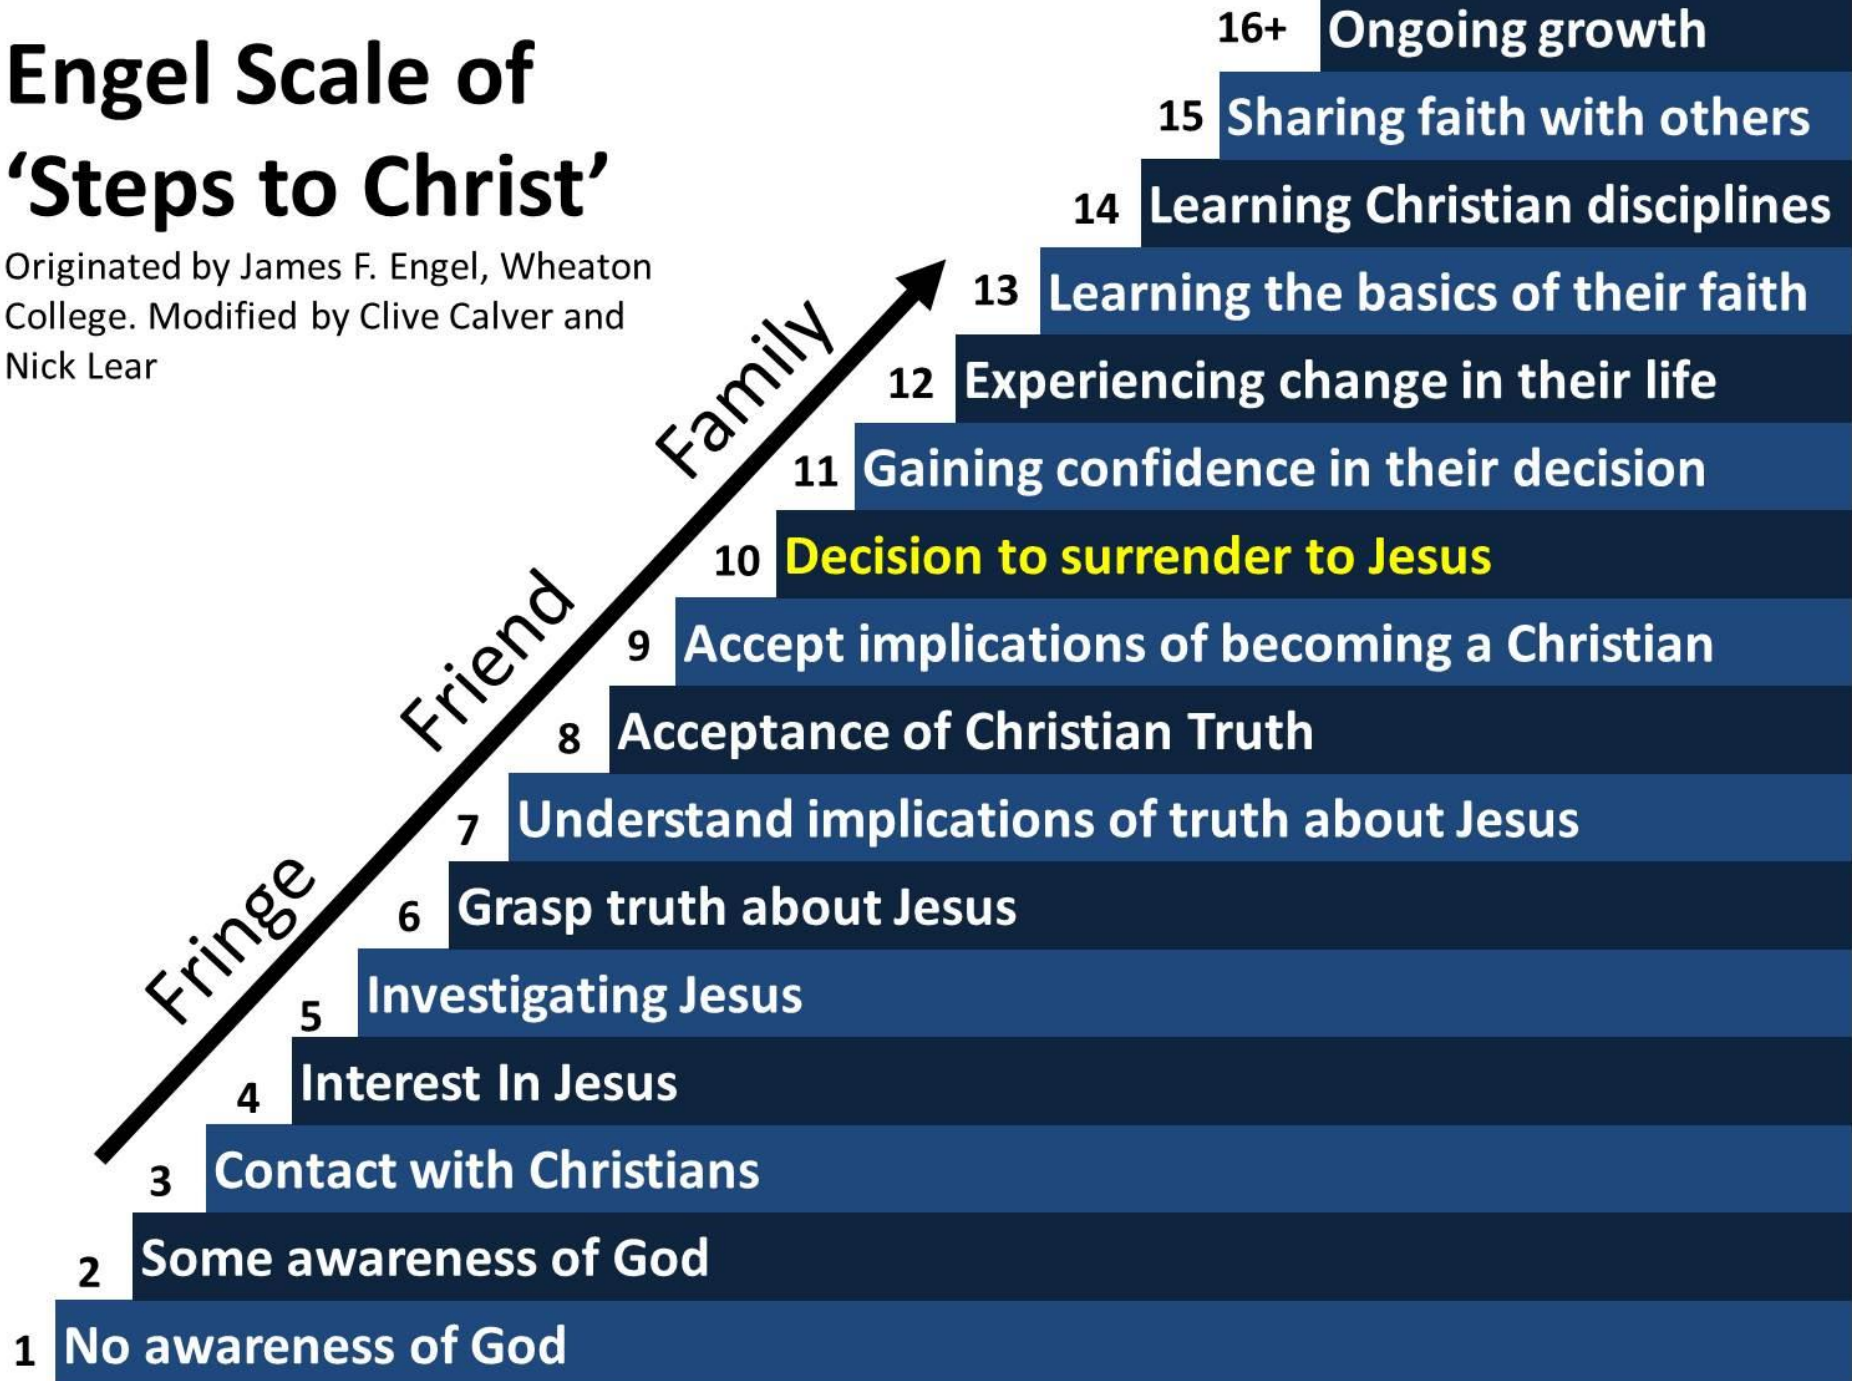 Engel Scale of
‘Steps to Christ’
Originated by James F. Engel, Wheaton
College. Modified by Clive Calver and
Nick Lear
Family
Friend
Fringe
16+ Ongoing growth
15 Sharing faith with others
14 Learning Christian disciplines
13 Learning the basics of their faith
12 Experiencing change in their life
11 Gaining confidence in their decision
10 Decision to surrender to Jesus
9 Accept implications of becoming a Christian
8 Acceptance of Christian Truth
7 Understand implications of truth about Jesus
6 Grasp truth about Jesus
5 Investigating Jesus
4 Interest In Jesus
3 Contact with Christians
2 Some awareness of God
1 No awareness of God